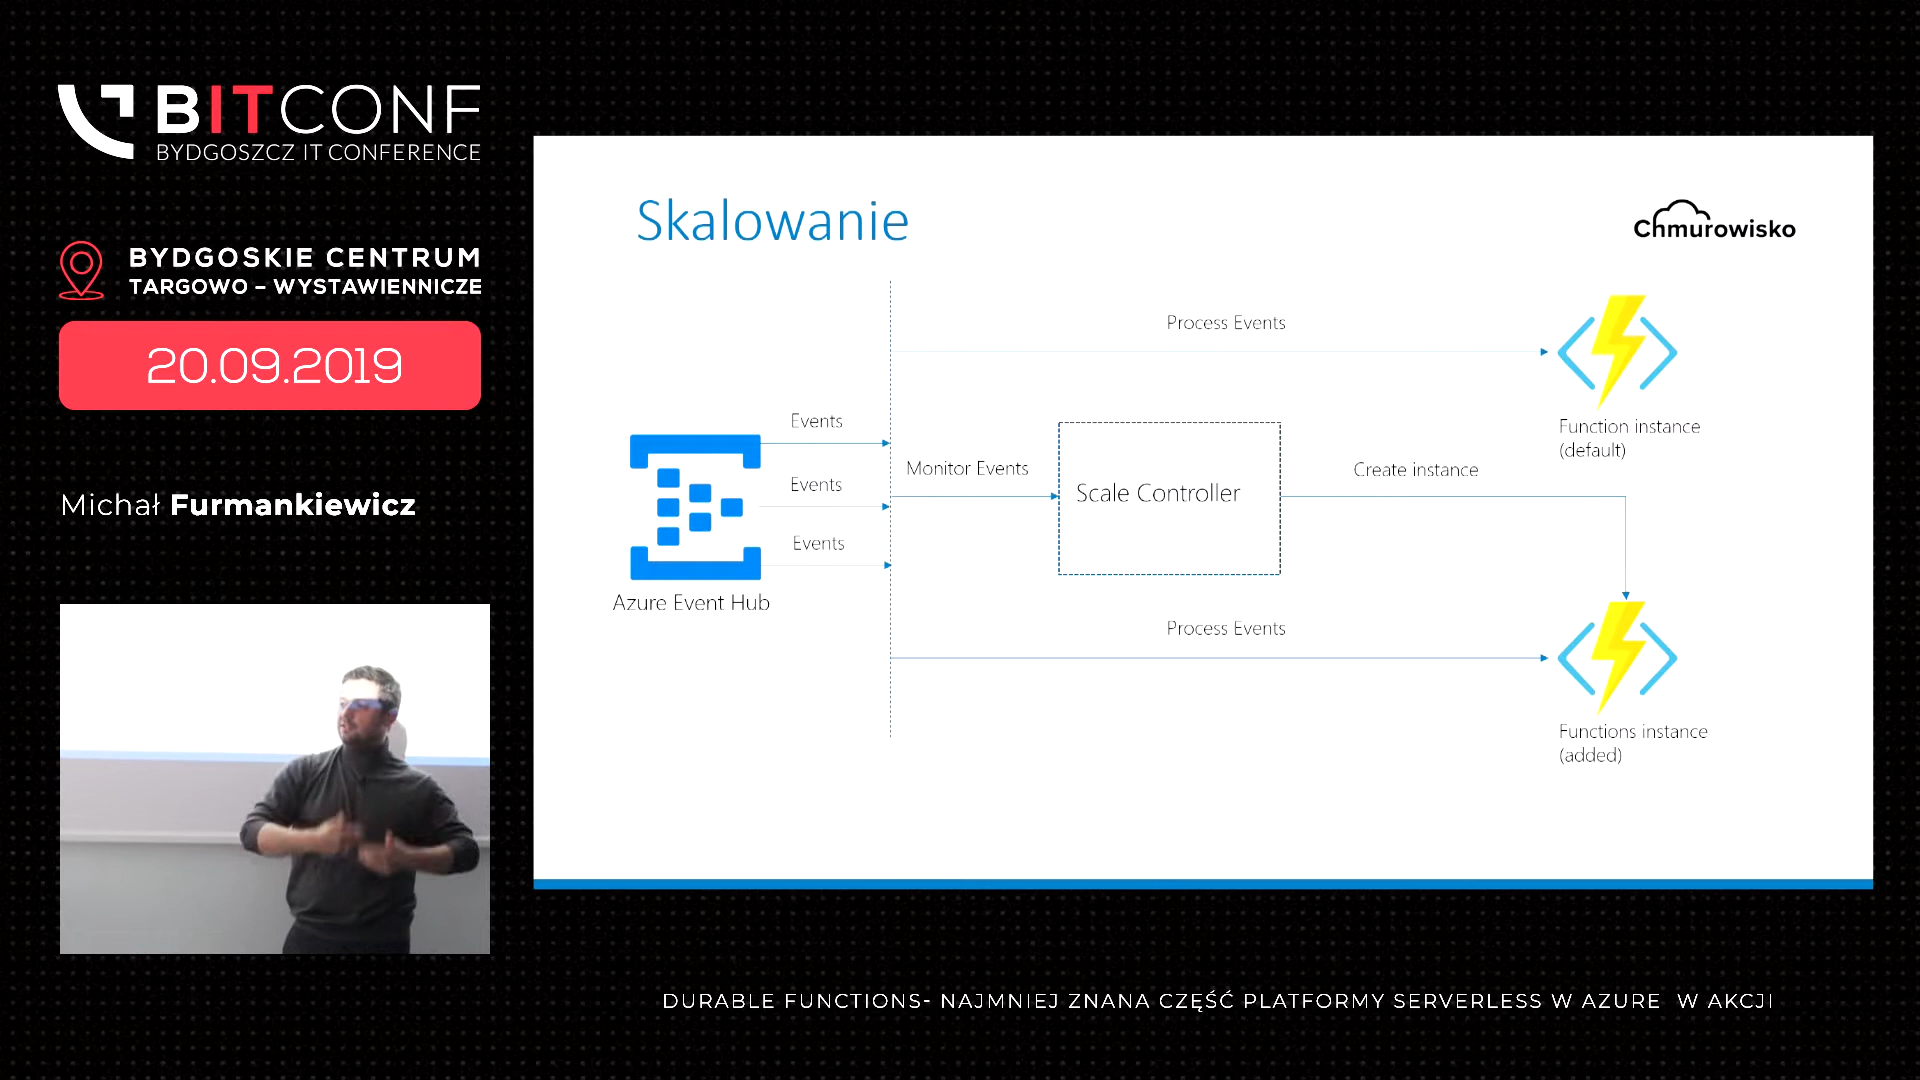 BITCONF
BYDGOSZCZ IT CONFERENCE
BYDGOSKIE CENTRUM
TARGOWO – WYSTAWIENNICZE
20.09.2019
Michał Furmankiewicz
Skalowanie
Chmurowisko
Process Events
Function instance
(default)
Events
Monitor Events
Scale Controller
Create instance
Events
Events
Azure Event Hub
Process Events
Functions instance
(added)
DURABLE FUNCTIONS- NAJMNIEJ ZNANA CZĘŚĆ PLATFORMY SERVERLESS W AZURE  W AKCJI